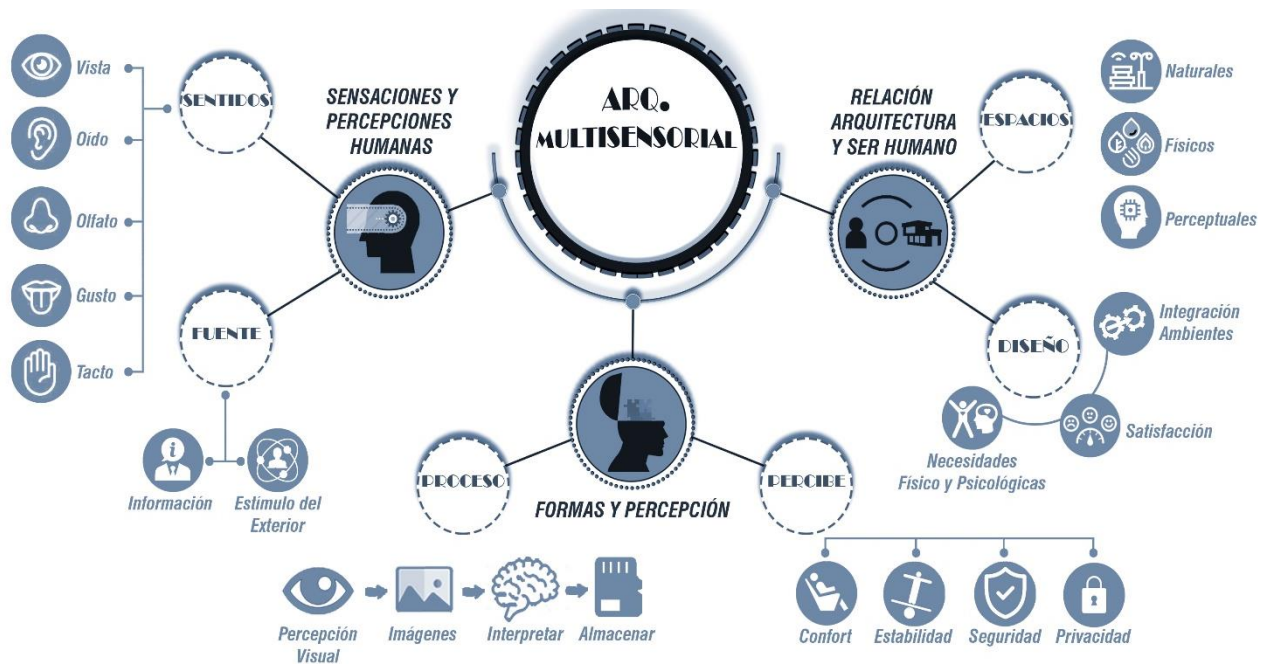 ARQ.
MULTISENSORIAL
SENSACIONES Y
PERCEPCIONES
HUMANAS
SENTIDOS
Vista
Oido
Olfato
Gusto
Tacto
FUENTE
Información
Estímulo del
Exterior
RELACIÓN
ARQUITECTURA
Y SER HUMANO
ESPACIOS
Naturales
Físicos
Perceptuales
DISEÑO
Integración
Ambientes
Satisfacción
Necesidades
Físico y Psicológicas
FORMAS Y PERCEPCIÓN
PROCESO
Percepción
Visual
Imágenes
Interpretar
Almacenar
PERCIBE
Confort
Estabilidad
Seguridad
Privacidad